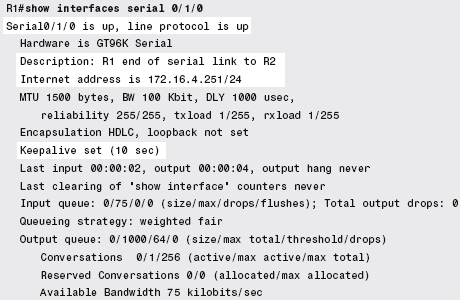 R1#show interfaces serial 0/1/0
Serial0/1/0 is up, line protocol is up
Hardware is GT96K Serial
Description: R1 end of serial link to R2
Internet address is 172.16.4.251/24
MTU 1500 bytes, BW 100 Kbit, DLY 1000 usec,
reliability 255/255, txload 1/255, rxload 1/255
Encapsulation HDLC, loopback not set
Keepalive set (10 sec)
Last input 00:00:02, output 00:00:04, output hang never
Last clearing of "show interface" counters never
Input queue: 0/75/0/0 (size/max/drops/flushes); Total output drops: 0
Queueing strategy: weighted fair
Output queue: 0/1000/64/0 (size/max total/threshold/drops)
Conversations 0/1/256 (active/max active/max total)
Reserved Conversations 0/0 (allocated/max allocated)
Available Bandwidth 75 kilobits/sec